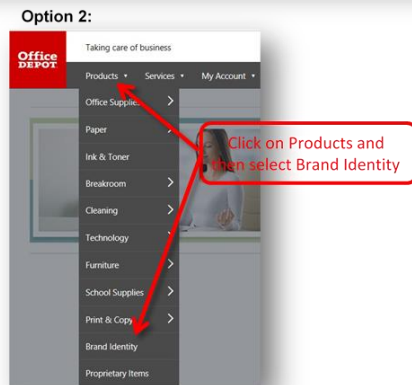 Option 2:
Office
DEPOT
Taking care of business
Products Services My Account
Office Supplies
Paper
Ink & Toner
Breakroom
Cleaning
Technology
Furniture
School Supplies
Print & Copy
Brand Identity
Proprietary Items
Click on Products and
then select Brand Identity